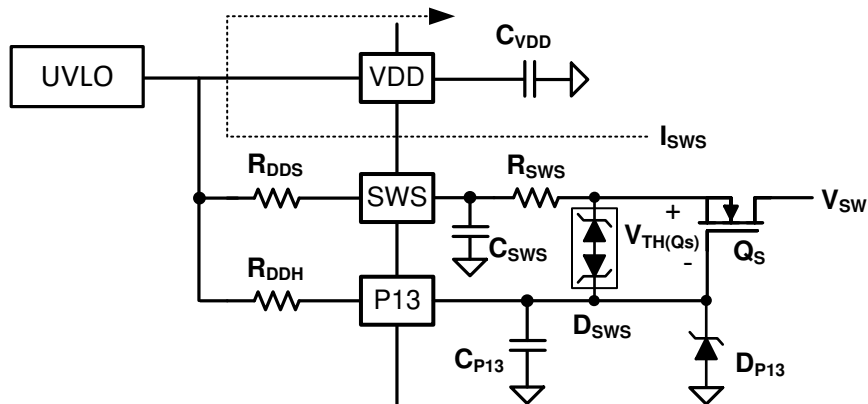 C_VDD
UVLO
VDD
I_SWS
R_DDS
R_SWS
SWS
V_SW
+
V_TH(Qs)
-
C_SWS
Q_S
R_DDH
P13
D_SWS
C_P13
D_P13